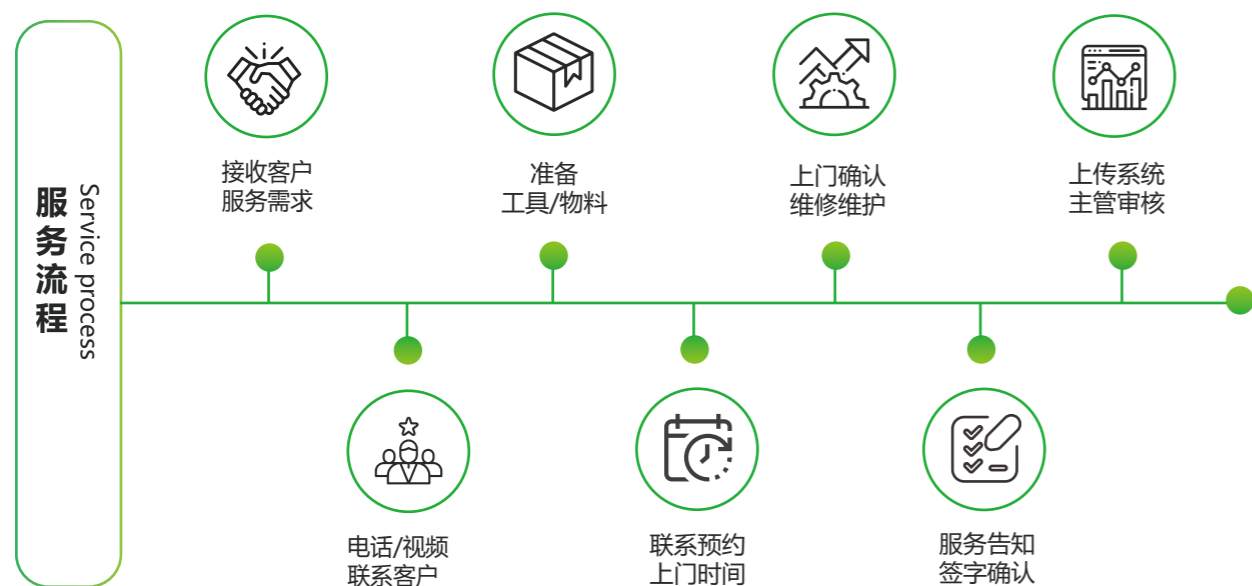 服务流程
Service process
接收客户
服务需求
电话/视频
联系客户
准备
工具/物料
联系预约
上门时间
上门确认
维修维护
服务告知
签字确认
上传系统
主管审核